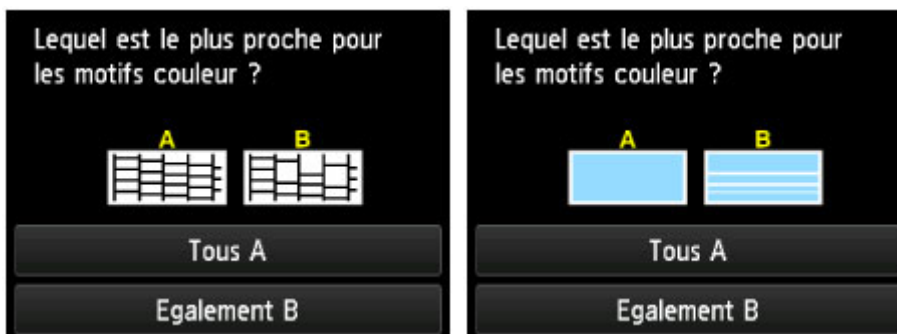 Lequel est le plus proche pour
les motifs couleur ?
A B
Tous A
Egalement B
Lequel est le plus proche pour
les motifs couleur ?
A B
Tous A
Egalement B